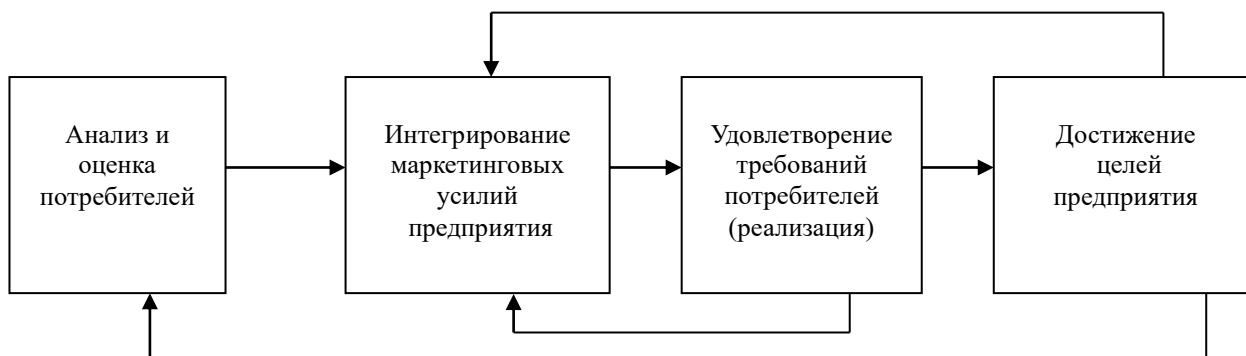 Анализ и
оценка
потребителей
Интегрирование
маркетинговых
усилий
предприятия
Удовлетворение
требований
потребителей
(реализация)
Достижение
целей
предприятия